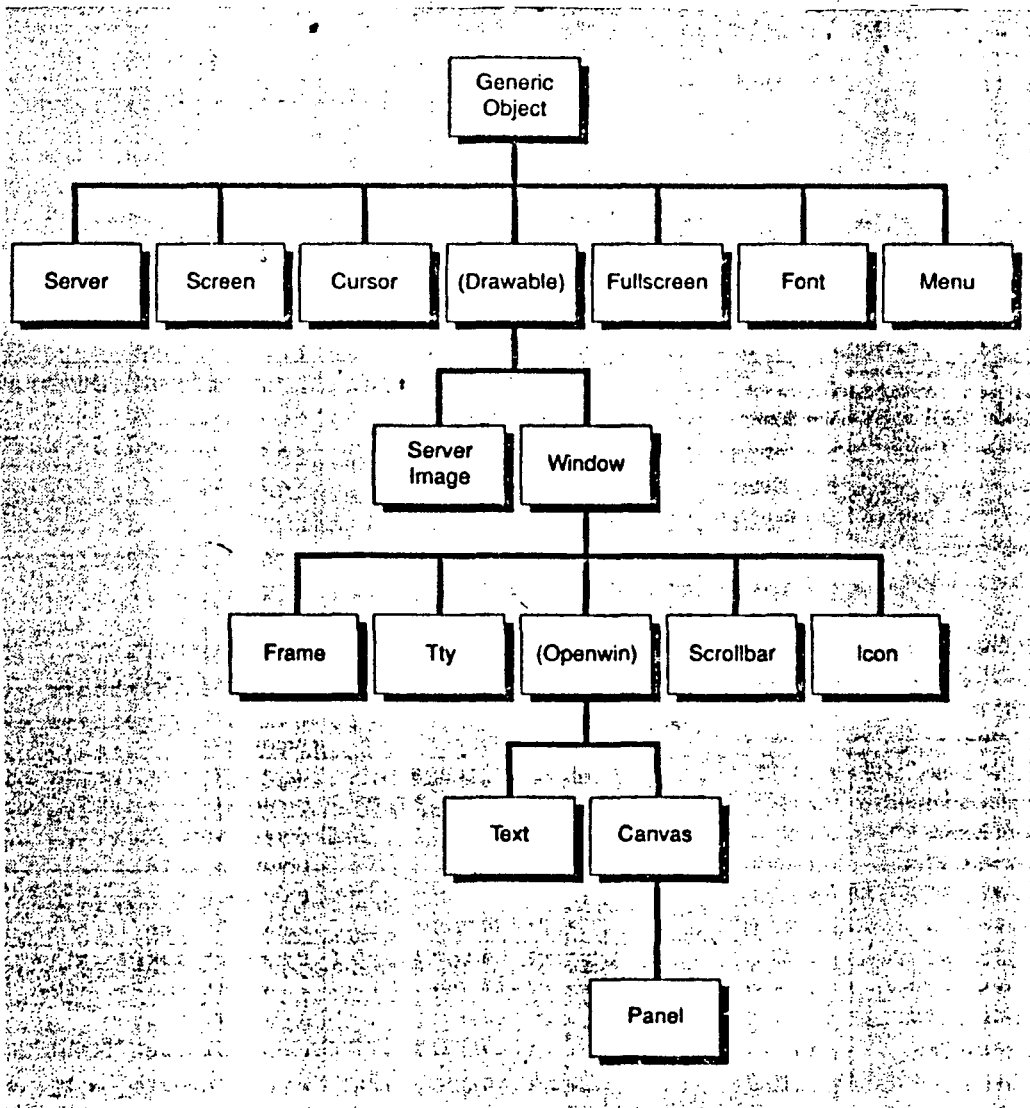 Generic
Object
Server
Screen
Cursor
(Drawable)
Fullscreen
Font
Menu
Server
Image
Window
Frame
Tty
(Openwin)
Scrollbar
Icon
Text
Canvas
Panel